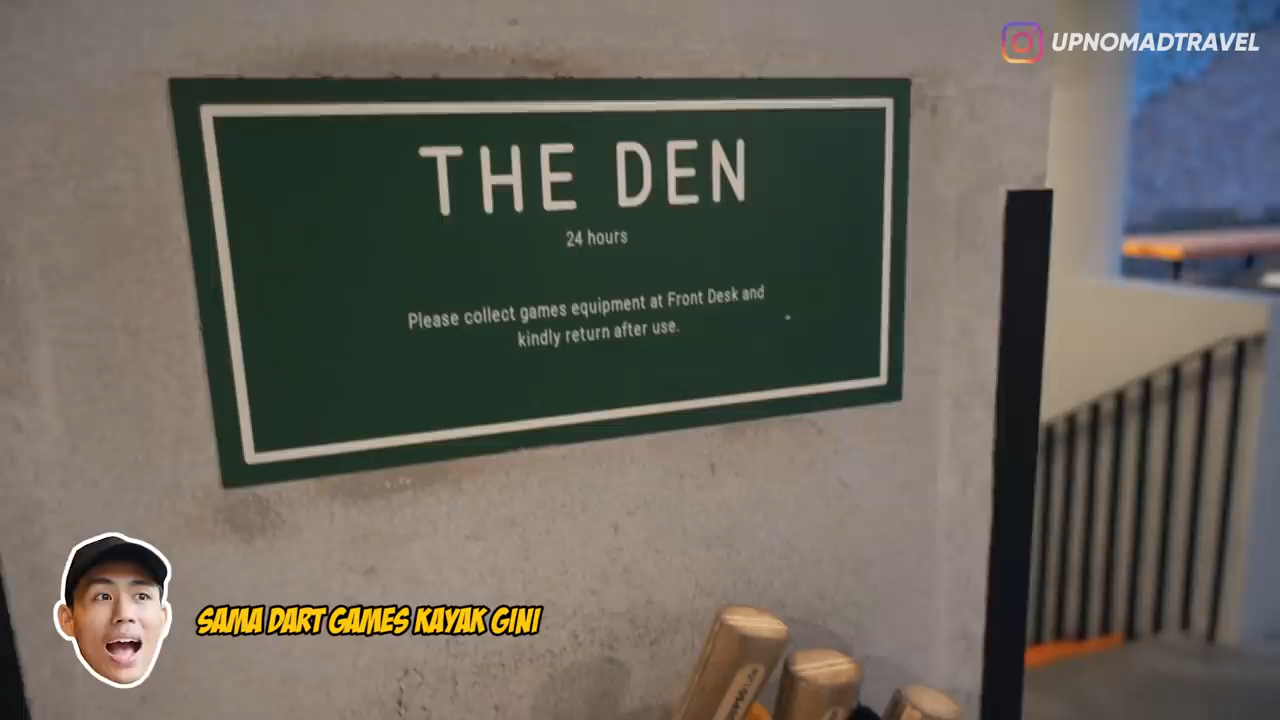 UPNOMADTRAVEL
THE DEN
24 hours
Please collect games equipment at Front Desk and
kindly return after use.
SAMA DART GAMES KAYAK GINI